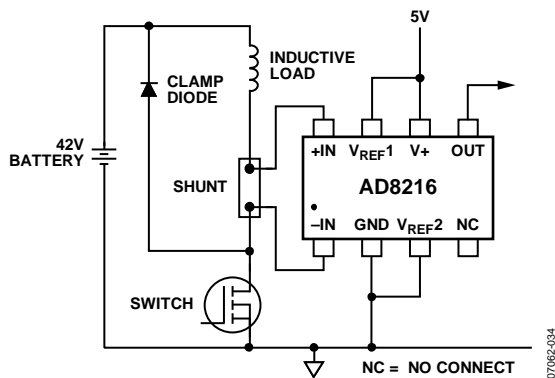 5V
INDUCTIVE
LOAD
CLAMP
DIODE
42V
BATTERY
SHUNT
+IN VREF1 V+ OUT
AD8216
–IN GND VREF2 NC
SWITCH
NC = NO CONNECT
07062-034